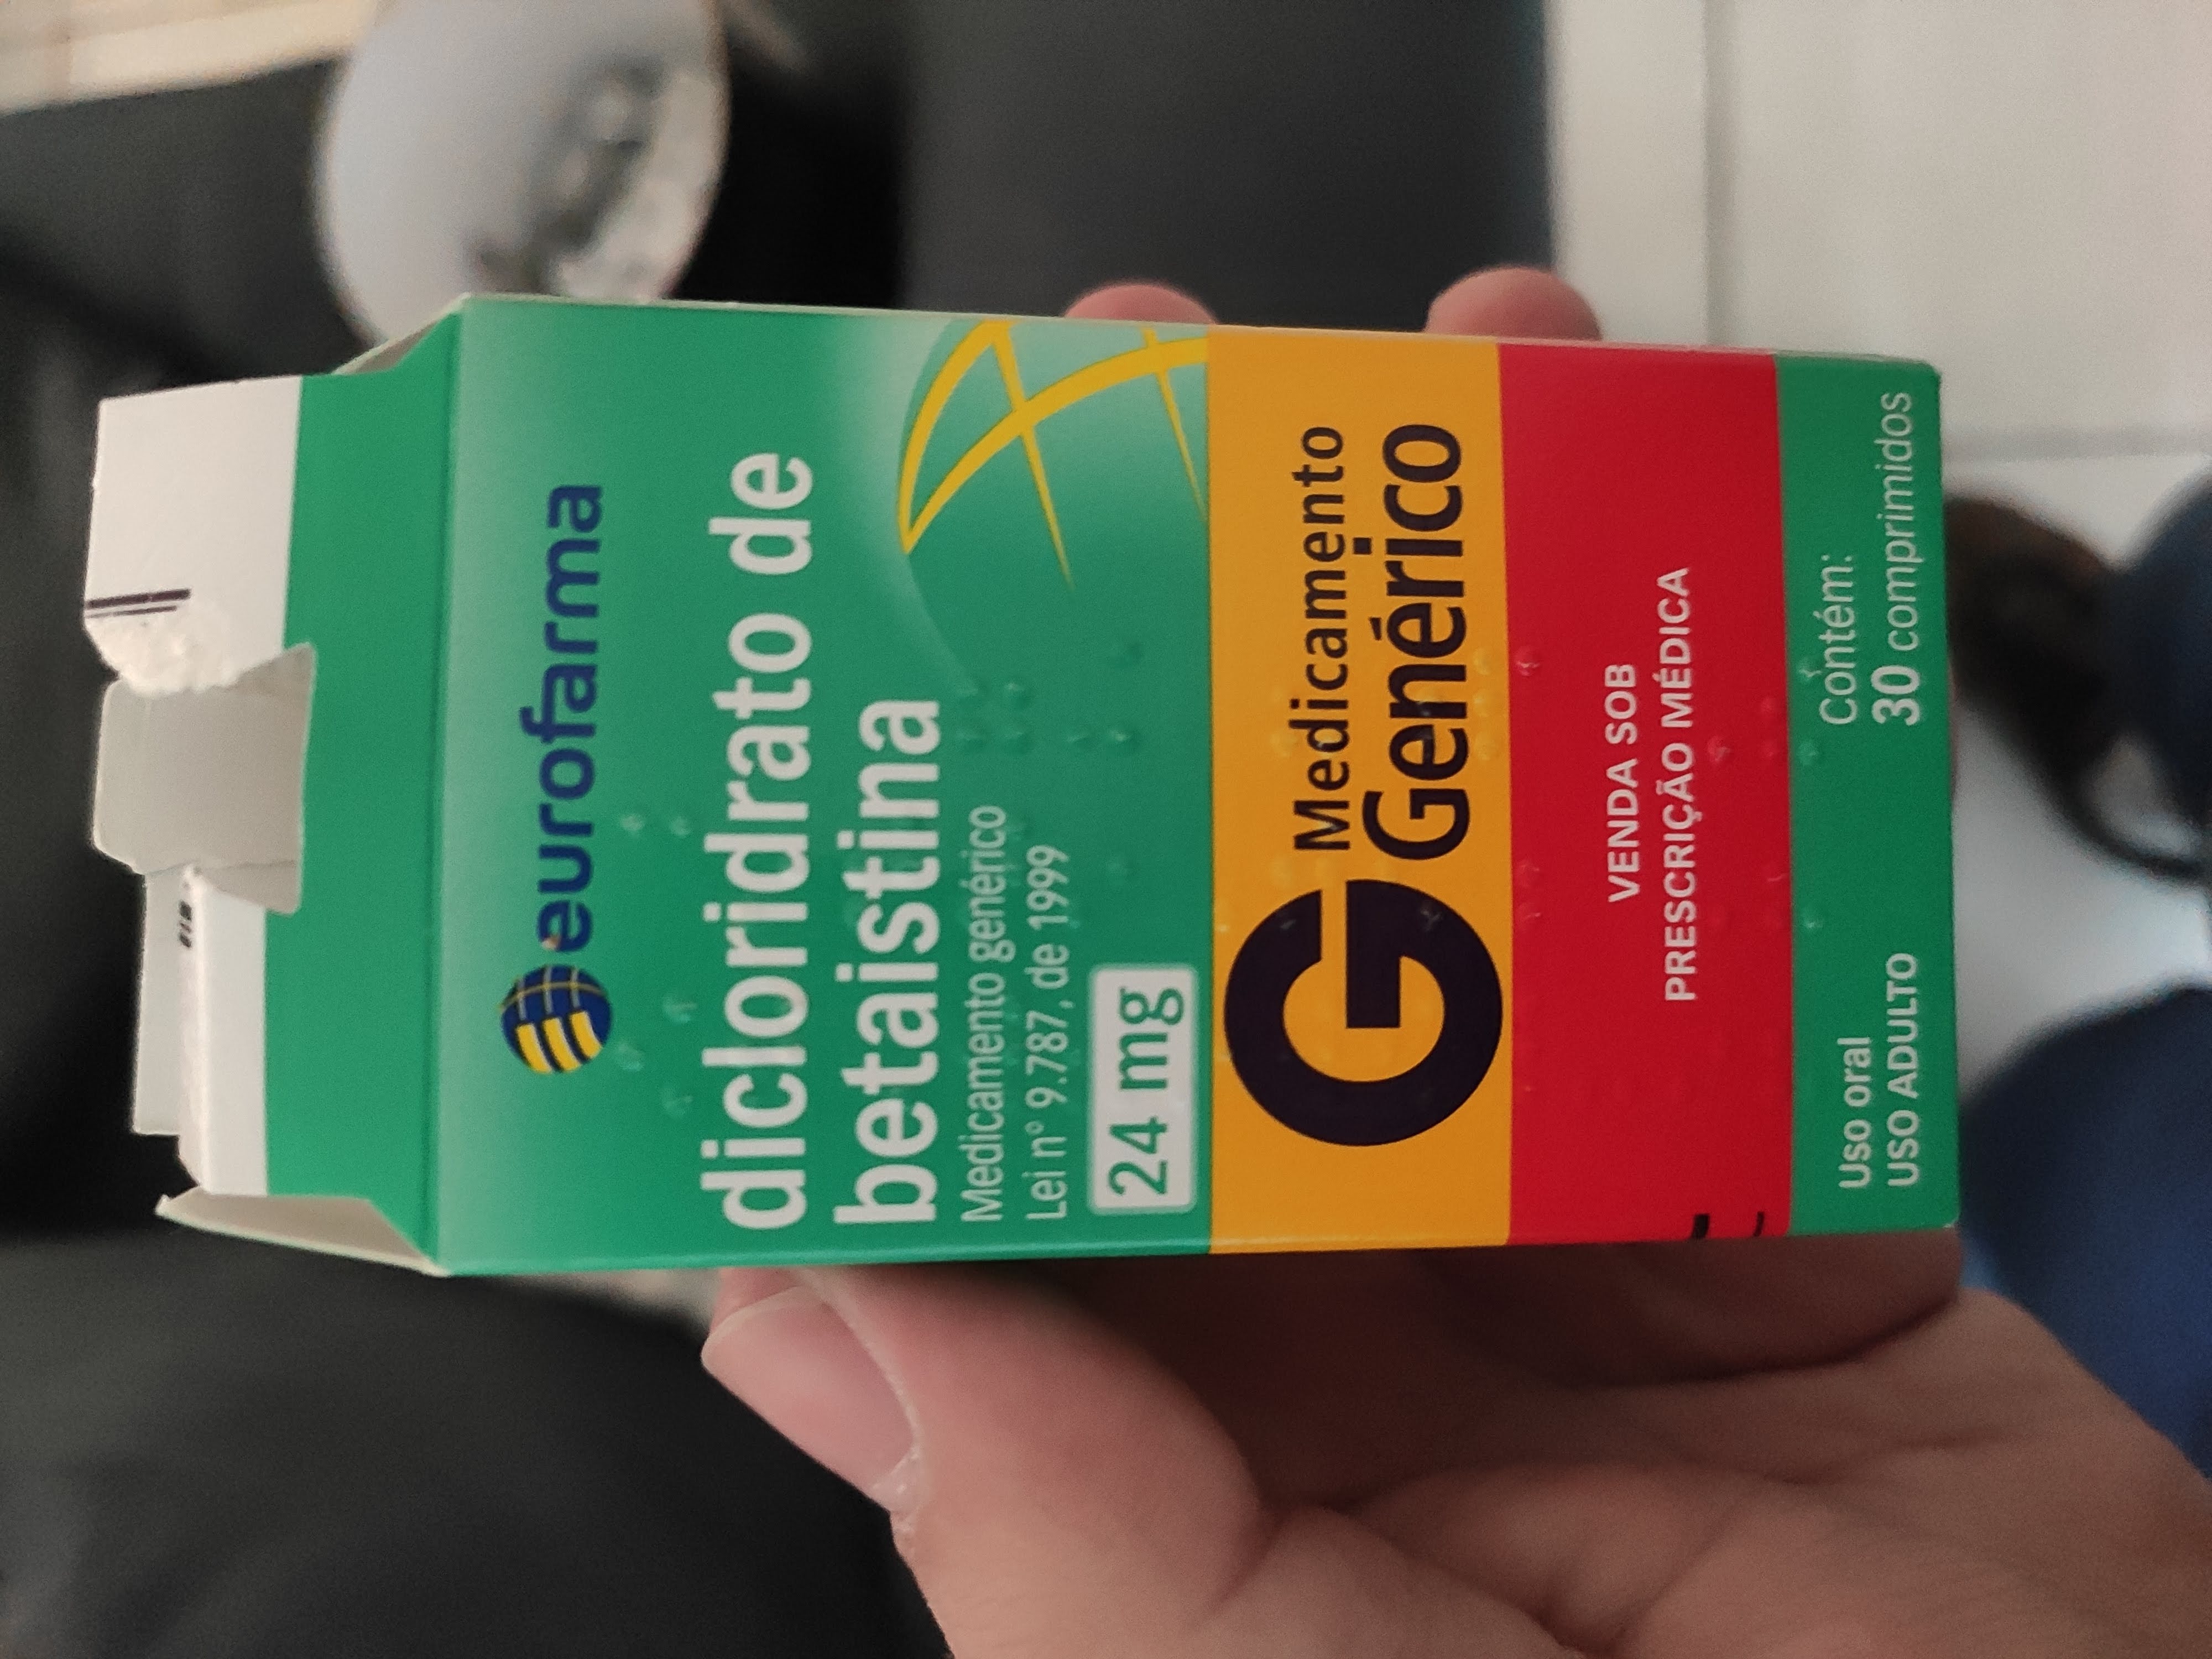 eurofarma
dicloridrato de
betaistina
Medicamento genérico
Lei nº 9.787, de 1999
24 mg
G Medicamento
Genérico
VENDA SOB
PRESCRIÇÃO MÉDICA
Uso oral
USO ADULTO
Contém:
30 comprimidos